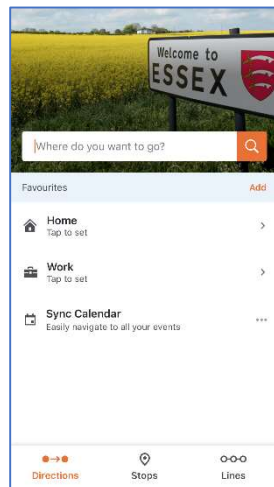 Welcome to
ESSEX
Where do you want to go?
Favourites
Add
Home
Tap to set
Work
Tap to set
Sync Calendar
Easily navigate to all your events
Directions
Stops
Lines